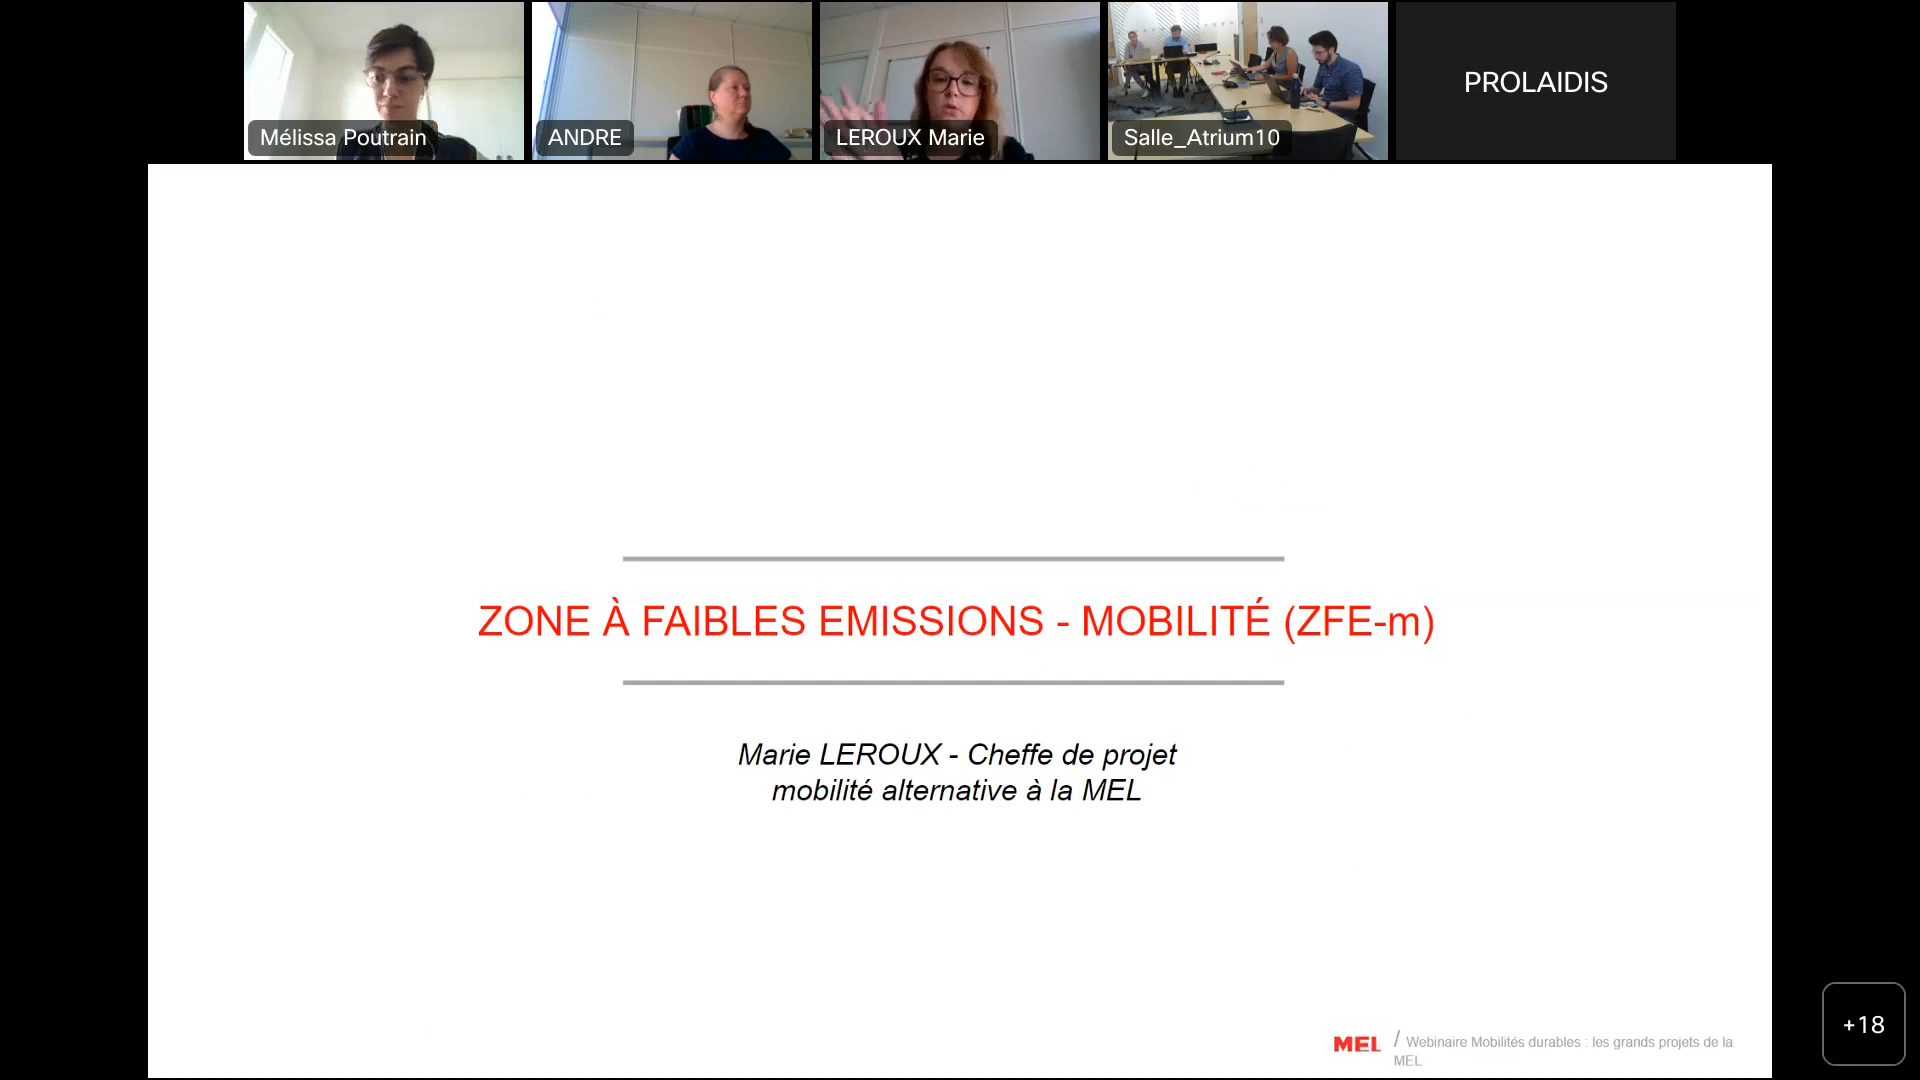 Mélissa Poutrain
ANDRE
LEROUX Marie
Salle_Atrium10
PROLAIDIS
ZONE À FAIBLES EMISSIONS - MOBILITÉ (ZFE-m)
Marie LEROUX - Cheffe de projet
mobilité alternative à la MEL
MEL / Webinaire Mobilités durables : les grands projets de la
MEL
+18